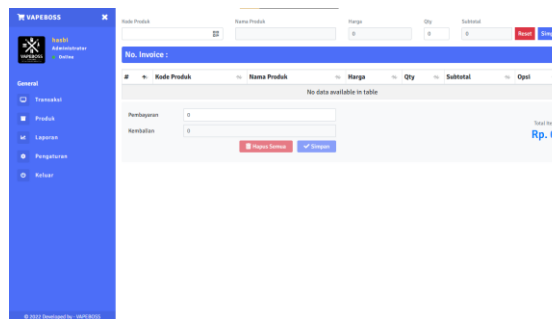 VAPEBOSS
×
hasbi
Administrator
Online
VAPEBOSS
General
Transaksi
Produk
Laporan
Pengaturan
Keluar
© 2022 Developed by - VAPEBOSS
Kode Produk Nama Produk Harga Qty Subtotal
0 0 0 Reset Simp
No. Invoice :
# Kode Produk Nama Produk Harga Qty Subtotal Opsi
No data available in table
Pembayaran 0
Kembalian 0
Hapus Semua Simpan
Total
Rp.